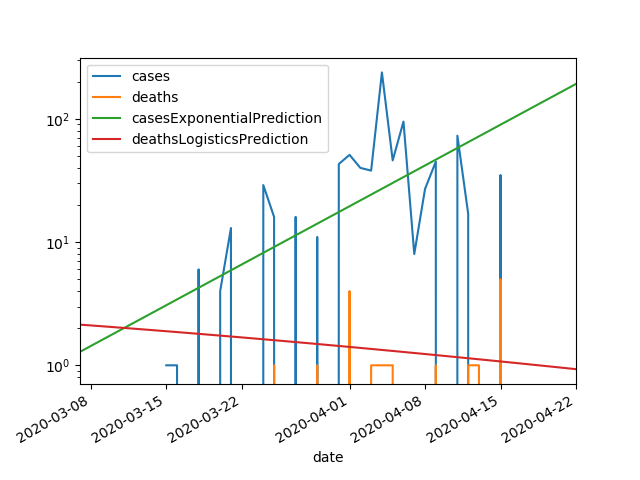 cases
deaths
casesExponentialPrediction
deathsLogisticsPrediction
10²
10¹
10⁰
2020-03-08
2020-03-15
2020-03-22
2020-04-01
2020-04-08
2020-04-15
2020-04-22
date